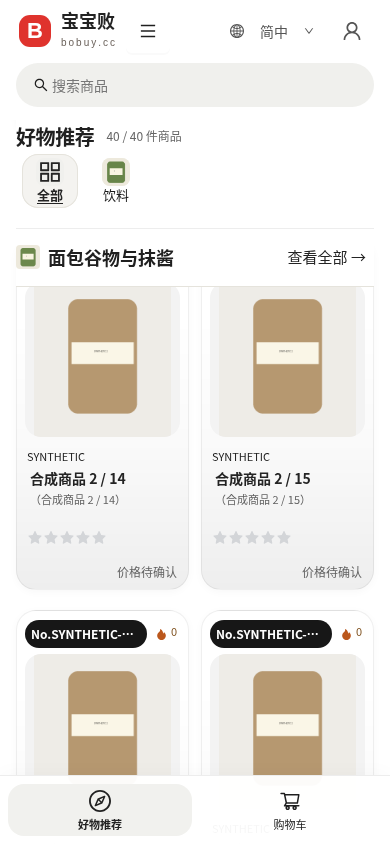 B 宝宝败
bobuy.cc
简中
搜索商品
好物推荐 40 / 40 件商品
全部 饮料
面包谷物与抹酱 查看全部 →
SYNTHETIC SYNTHETIC
合成商品 2 / 14 合成商品 2 / 15
（合成商品 2 / 14） （合成商品 2 / 15）
价格待确认 价格待确认
No.SYNTHETIC-… 0 No.SYNTHETIC-… 0
好物推荐 购物车